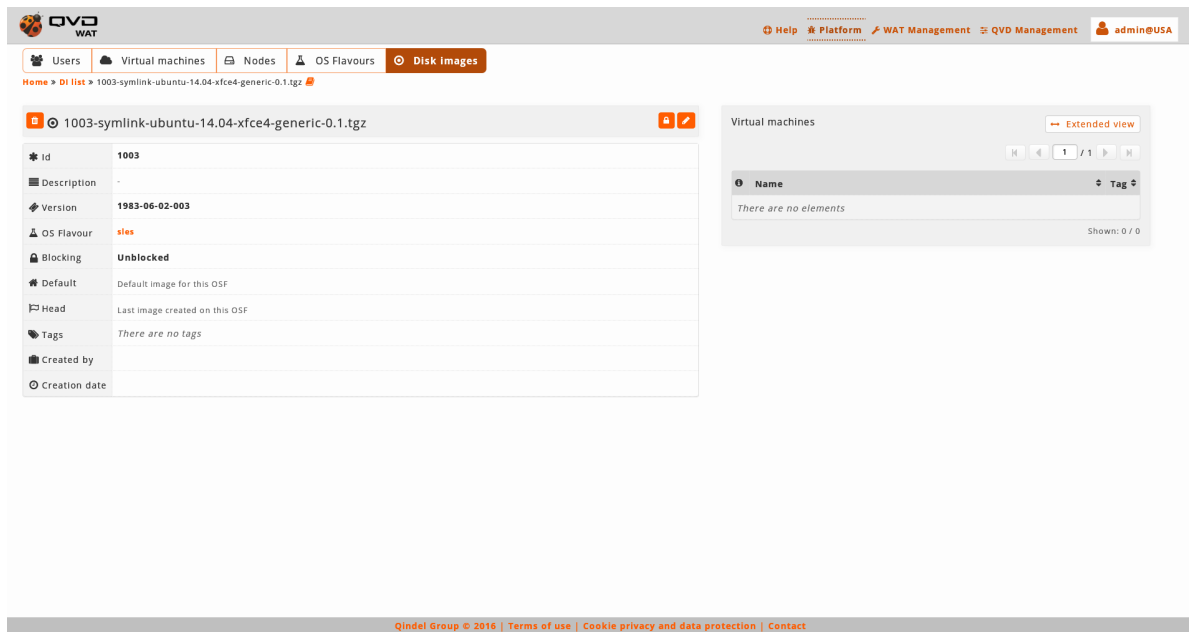 QVD
WAT
Help Platform WAT Management QVD Management admin@USA
Users Virtual machines Nodes OS Flavours Disk images
Home » DI list » 1003-symlink-ubuntu-14.04-xfce4-generic-0.1.tgz
1003-symlink-ubuntu-14.04-xfce4-generic-0.1.tgz
Id 1003
Description -
Version 1983-06-02-003
OS Flavour sles
Blocking Unblocked
Default Default image for this OSF
Head Last image created on this OSF
Tags There are no tags
Created by
Creation date
Virtual machines
Extended view
1 / 1
Name Tag
There are no elements
Shown: 0 / 0
Qindel Group © 2016 | Terms of use | Cookie privacy and data protection | Contact